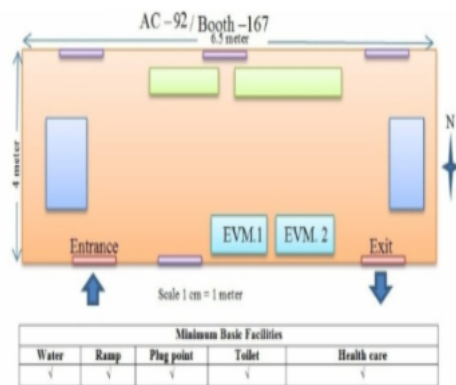 AC –92/Booth –167
6.5 meter
4 meter
N
EVM.1 EVM. 2
Entrance Exit
Scale 1 cm = 1 meter
Minimum Basic Facilities
Water Ramp Plug point Toilet Health care
√ √ √ √ √